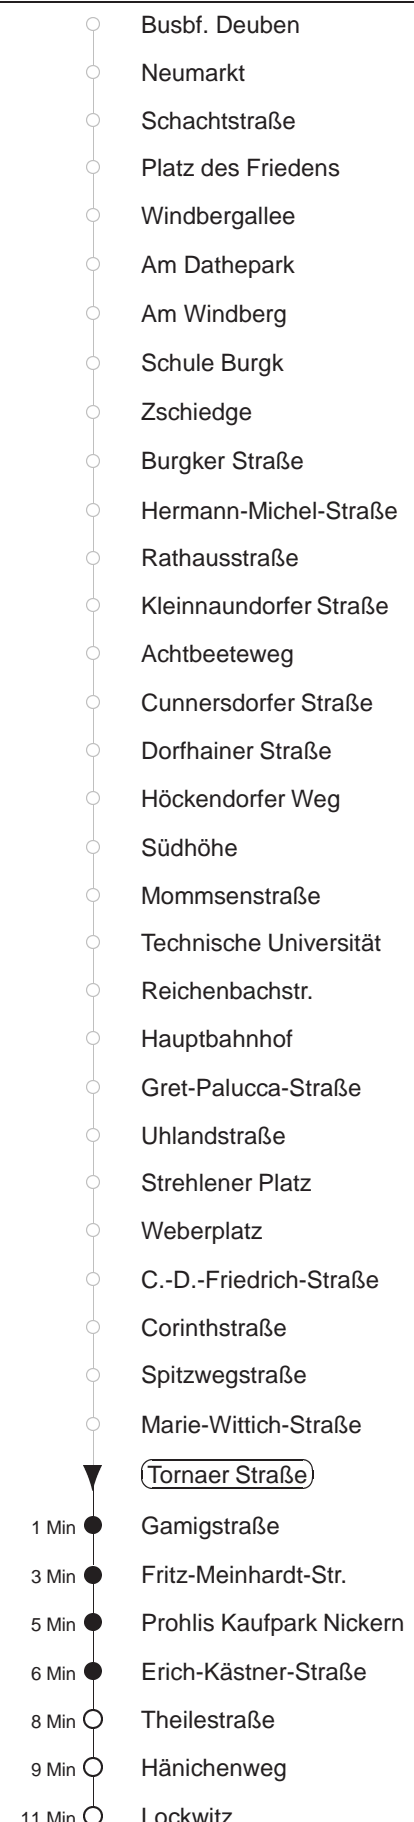 Busbf. Deuben
Neumarkt
Schachtstraße
Platz des Friedens
Windbergallee
Am Dathepark
Am Windberg
Schule Burgk
Zschiedge
Burgker Straße
Hermann-Michel-Straße
Rathausstraße
Kleinnaundorfer Straße
Achtbeeteweg
Cunnersdorfer Straße
Dorfhainer Straße
Höckendorfer Weg
Südhöhe
Mommsenstraße
Technische Universität
Reichenbachstr.
Hauptbahnhof
Gret-Palucca-Straße
Uhlandstraße
Strehlener Platz
Weberplatz
C.-D.-Friedrich-Straße
Corinthstraße
Spitzwegstraße
Marie-Wittich-Straße
Tornaer Straße
1 Min Gamigstraße
3 Min Fritz-Meinhardt-Str.
5 Min Prohlis Kaufpark Nickern
6 Min Erich-Kästner-Straße
8 Min Theilestraße
9 Min Hänichenweg
11 Min Lockwitz